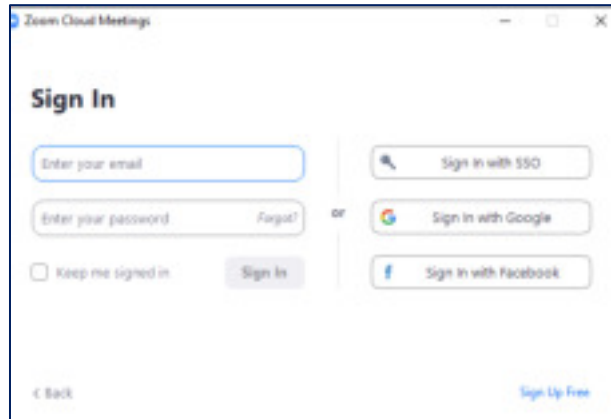 Zoom Cloud Meetings
Sign In
Enter your email
Enter your password Forgot?
Keep me signed in Sign In
or
Sign In with SSO
Sign In with Google
Sign In with Facebook
< Back
Sign Up Free